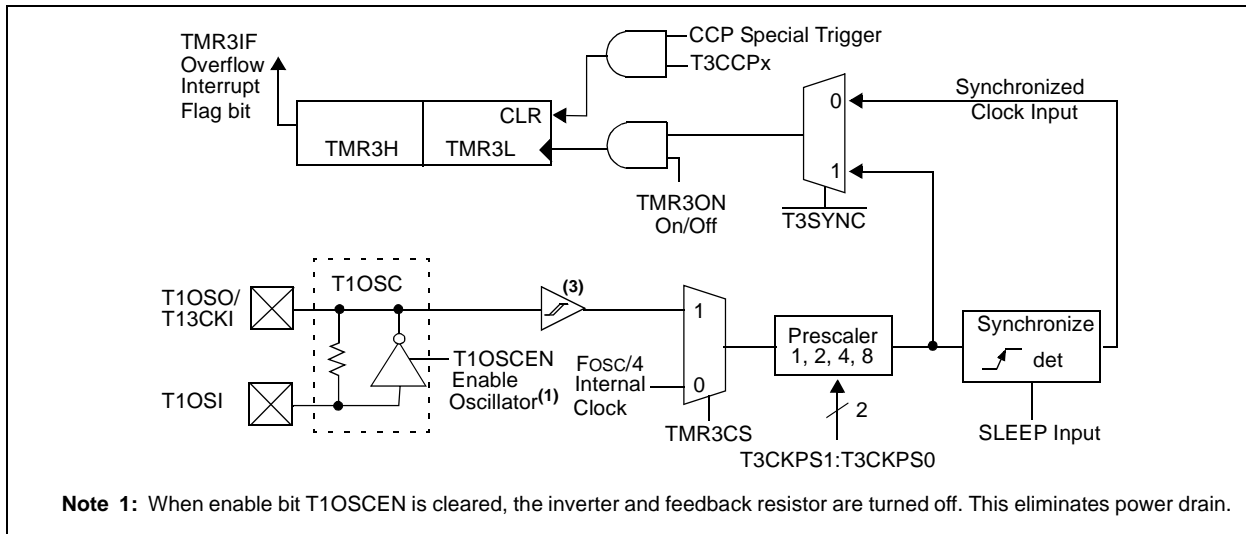 TMR3IF
Overflow
Interrupt
Flag bit
CCP Special Trigger
T3CCPx
CLR
TMR3H
TMR3L
TMR3ON
On/Off
0
1
T3SYNC
Synchronized
Clock Input
T1OSC
T1OSO/
T13CKI
T1OSI
T1OSCEN
Enable
Oscillator(1)
(3)
FOSC/4
Internal
Clock
1
0
TMR3CS
Prescaler
1, 2, 4, 8
2
T3CKPS1:T3CKPS0
Synchronize
det
SLEEP Input
Note 1: When enable bit T1OSCEN is cleared, the inverter and feedback resistor are turned off. This eliminates power drain.